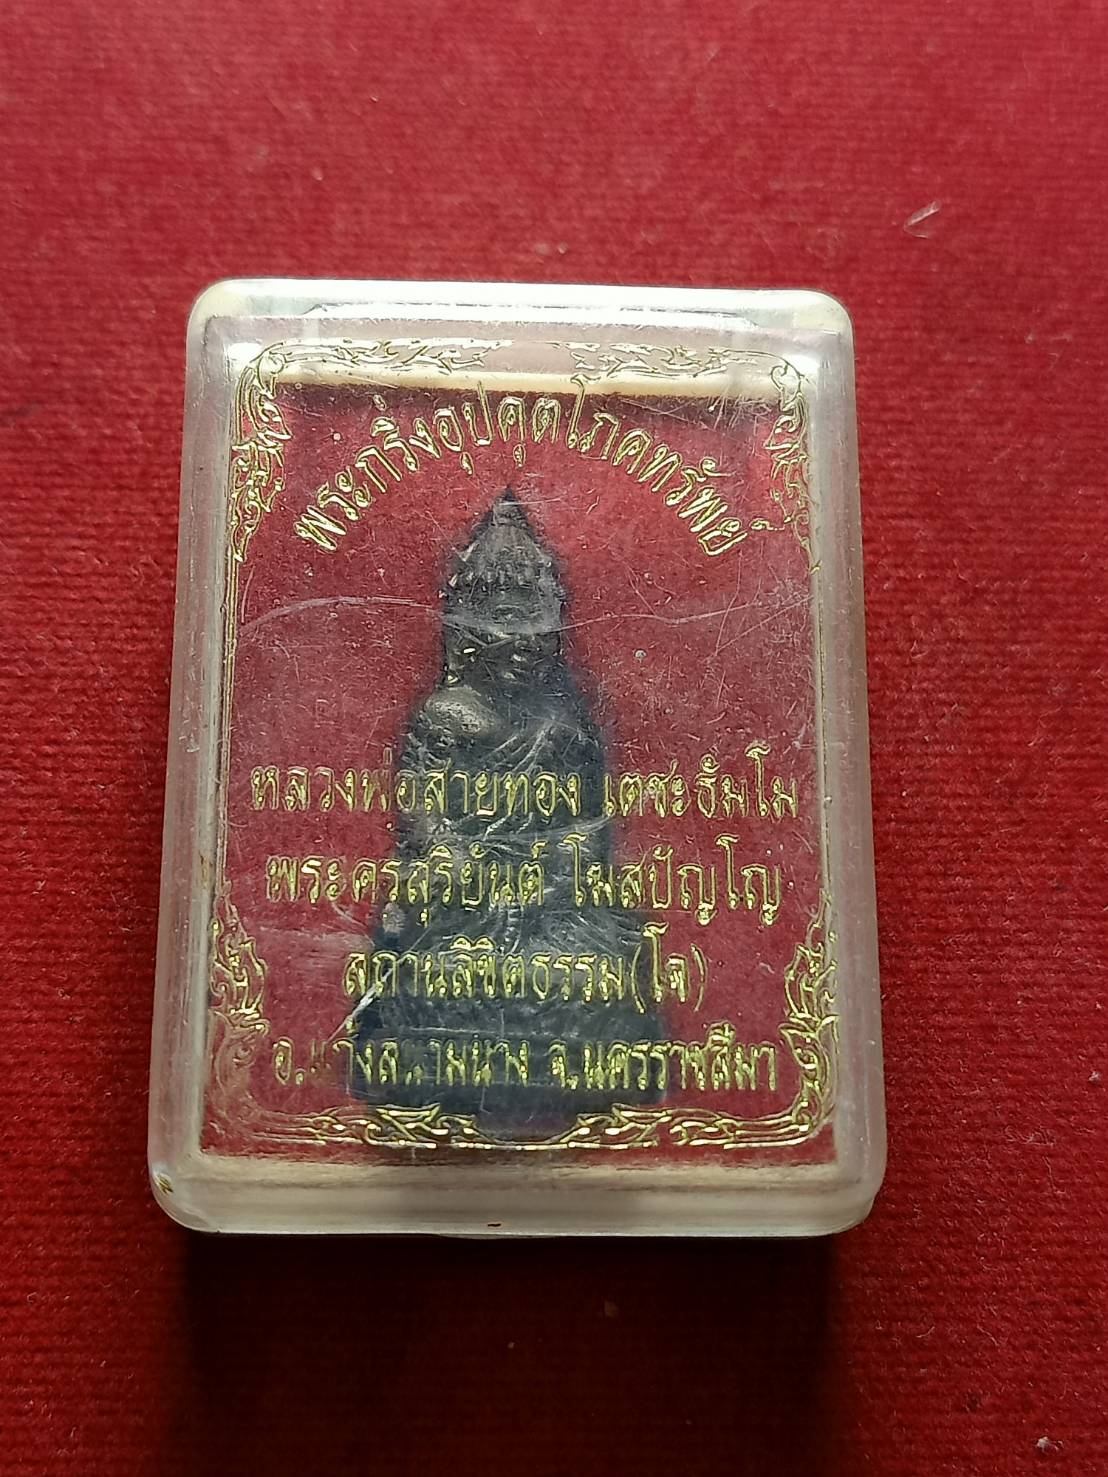 พระกริ่งอุปคุตโภคทรัพย์
หลวงพ่อสายทอง เตชะธัมโม
พระครูสุริยันต์ โฆสปัญโญ
สถานลิขิตธรรม(โจ)
อ.แก้งสนามนาง จ.นครราชสีมา